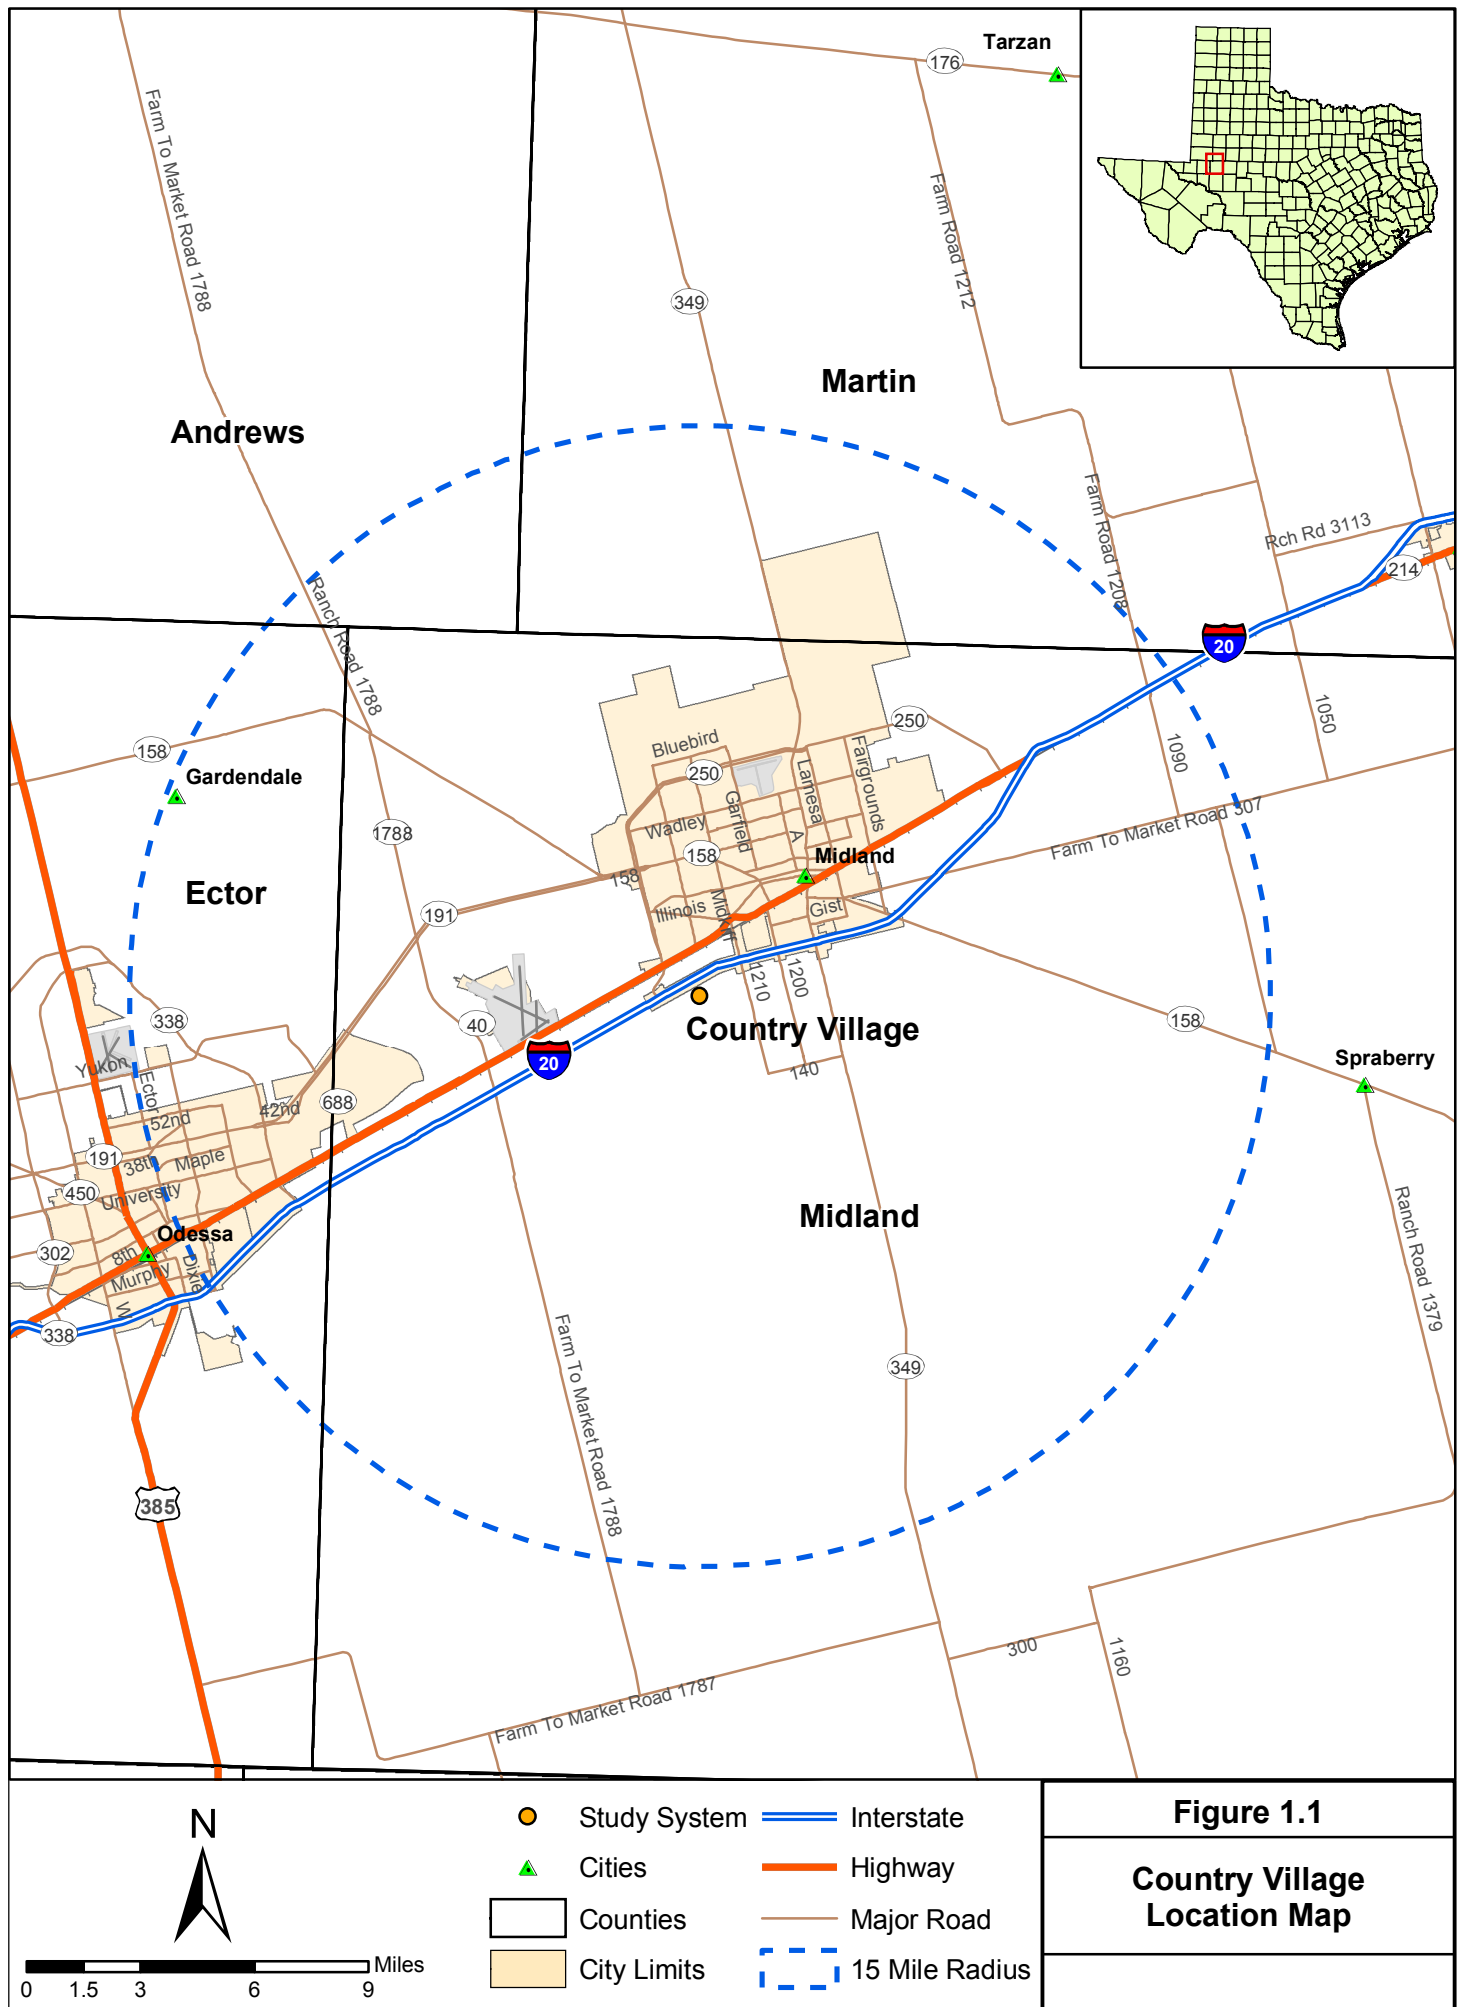 Tarzan
176
Farm To Market Road 1788
Farm Road 1212
349
Martin
Andrews
Farm Road 1208
Rch Rd 3113
214
Ranch Road 1788
20
1050
250
Bluebird
158
1090
Fairgrounds
Gardendale
250
Lamesa
Garfield
Wadley
A
1788
Farm To Market Road 307
158
Midland
158
Ector
191
Illinois
Midkiff
Gist
1210
1200
338
40
Country Village
158
Yukon
20
Spraberry
140
Ector
688
42nd
52nd
191
38th
Maple
450
University
Midland
Odessa
Ranch Road 1379
302
8th
Dixie
Murphy
W
338
Farm To Market Road 1788
349
385
300
1160
Farm To Market Road 1787
N
Miles
0 1.5 3 6 9
Study System
Cities
Counties
City Limits
Interstate
Highway
Major Road
15 Mile Radius
Figure 1.1
Country Village
Location Map